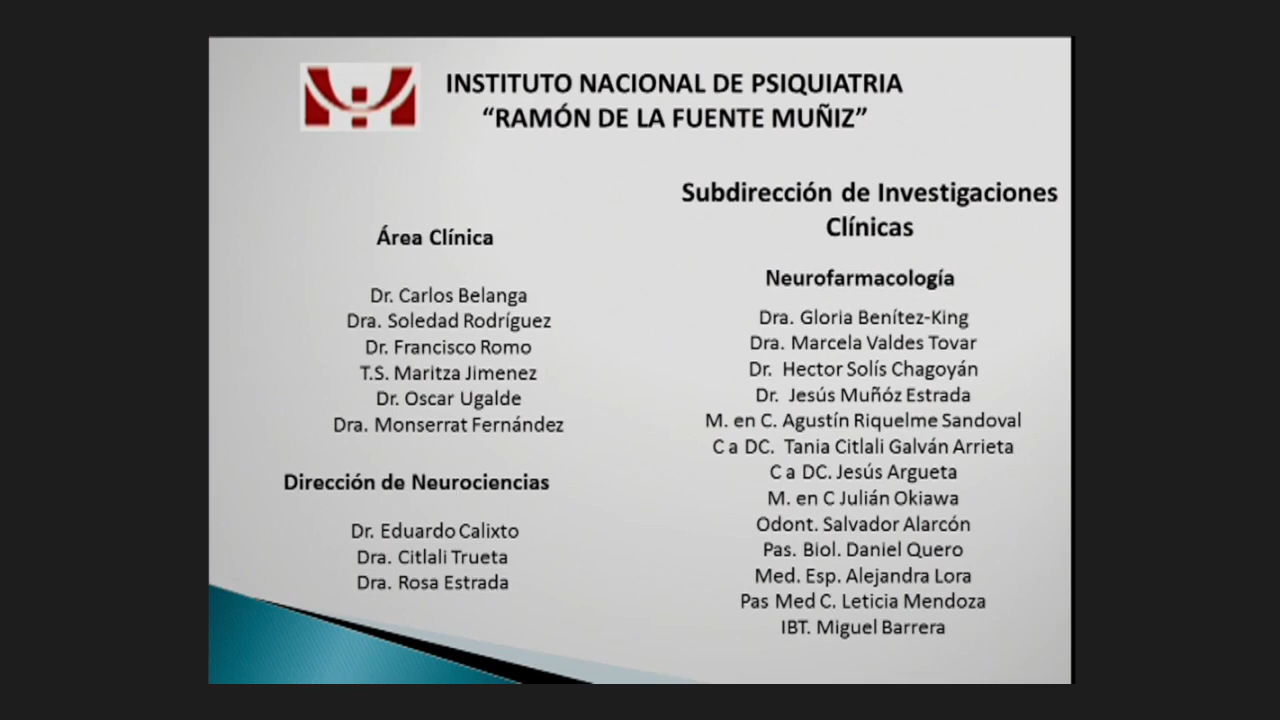 INSTITUTO NACIONAL DE PSIQUIATRIA
“RAMÓN DE LA FUENTE MUÑIZ”
Área Clínica
Dr. Carlos Belanga
Dra. Soledad Rodríguez
Dr. Francisco Romo
T.S. Maritza Jimenez
Dr. Oscar Ugalde
Dra. Monserrat Fernández
Dirección de Neurociencias
Dr. Eduardo Calixto
Dra. Citlali Trueta
Dra. Rosa Estrada
Subdirección de Investigaciones
Clínicas
Neurofarmacología
Dra. Gloria Benítez-King
Dra. Marcela Valdes Tovar
Dr. Hector Solís Chagoyán
Dr. Jesús Muñóz Estrada
M. en C. Agustín Riquelme Sandoval
C a DC. Tania Citlali Galván Arrieta
C a DC. Jesús Argueta
M. en C Julián Okiawa
Odont. Salvador Alarcón
Pas. Biol. Daniel Quero
Med. Esp. Alejandra Lora
Pas Med C. Leticia Mendoza
IBT. Miguel Barrera